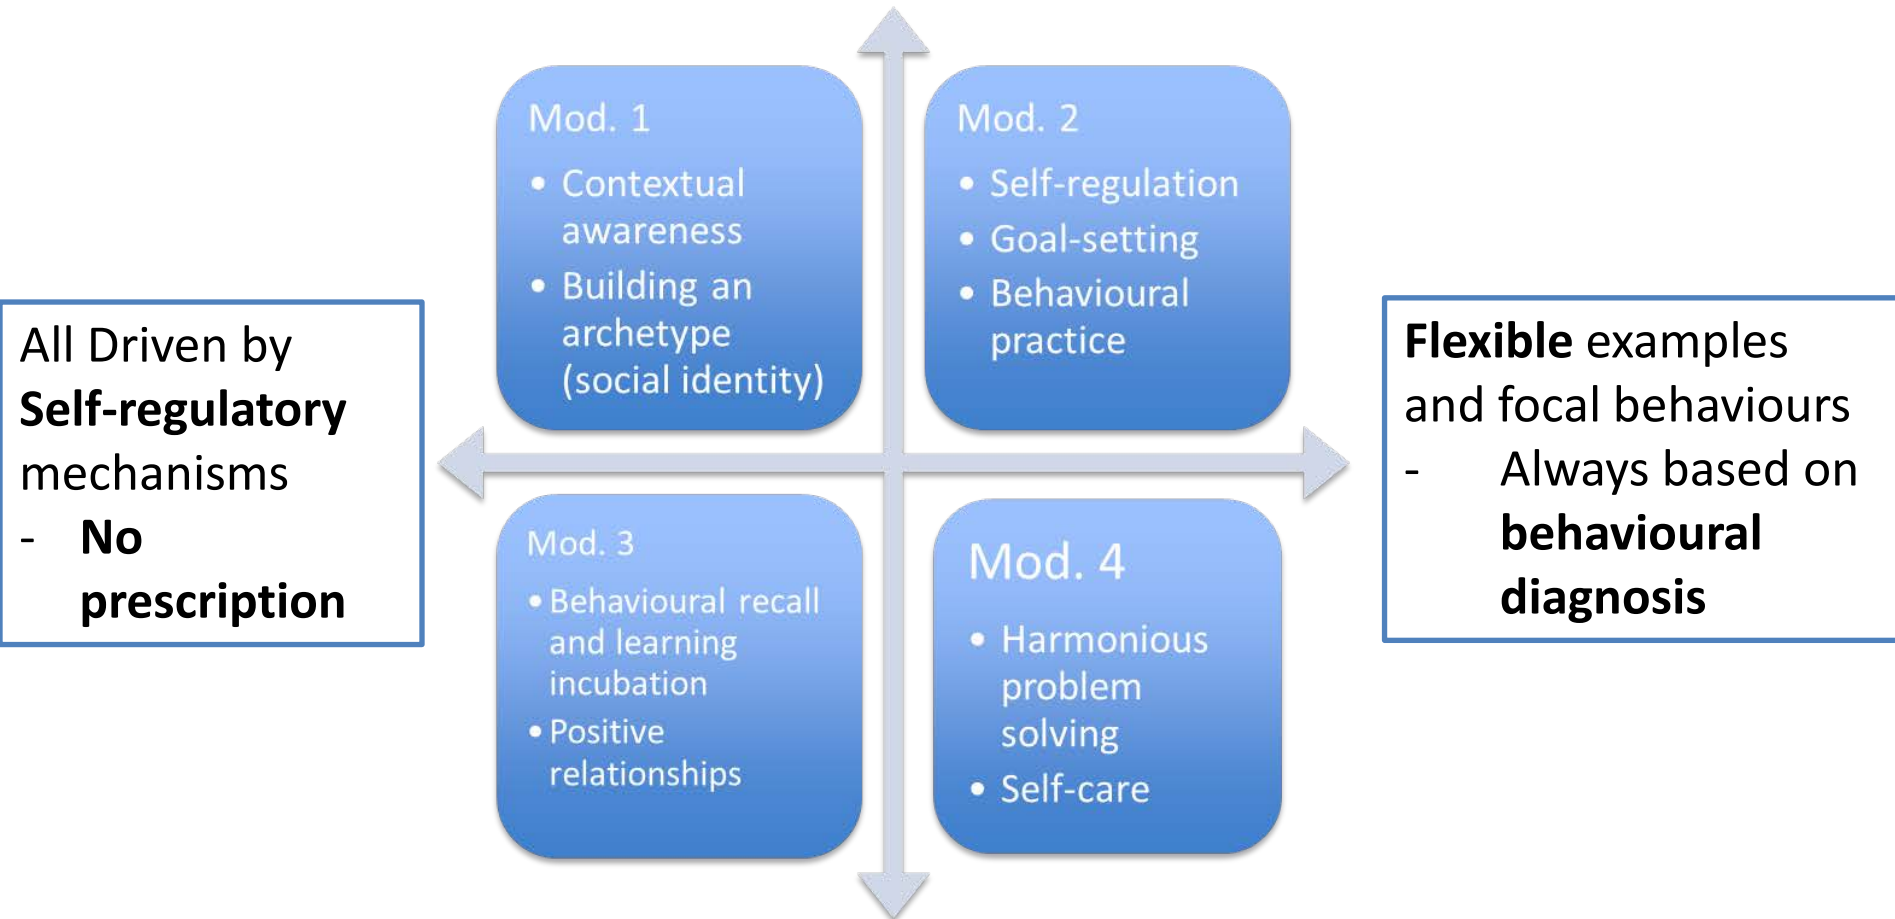 All Driven by
Self-regulatory
mechanisms
- No
prescription
Mod. 1
• Contextual
awareness
• Building an
archetype
(social identity)
Mod. 2
• Self-regulation
• Goal-setting
• Behavioural
practice
Mod. 3
• Behavioural recall
and learning
incubation
• Positive
relationships
Mod. 4
• Harmonious
problem
solving
• Self-care
Flexible examples
and focal behaviours
- Always based on
behavioural
diagnosis